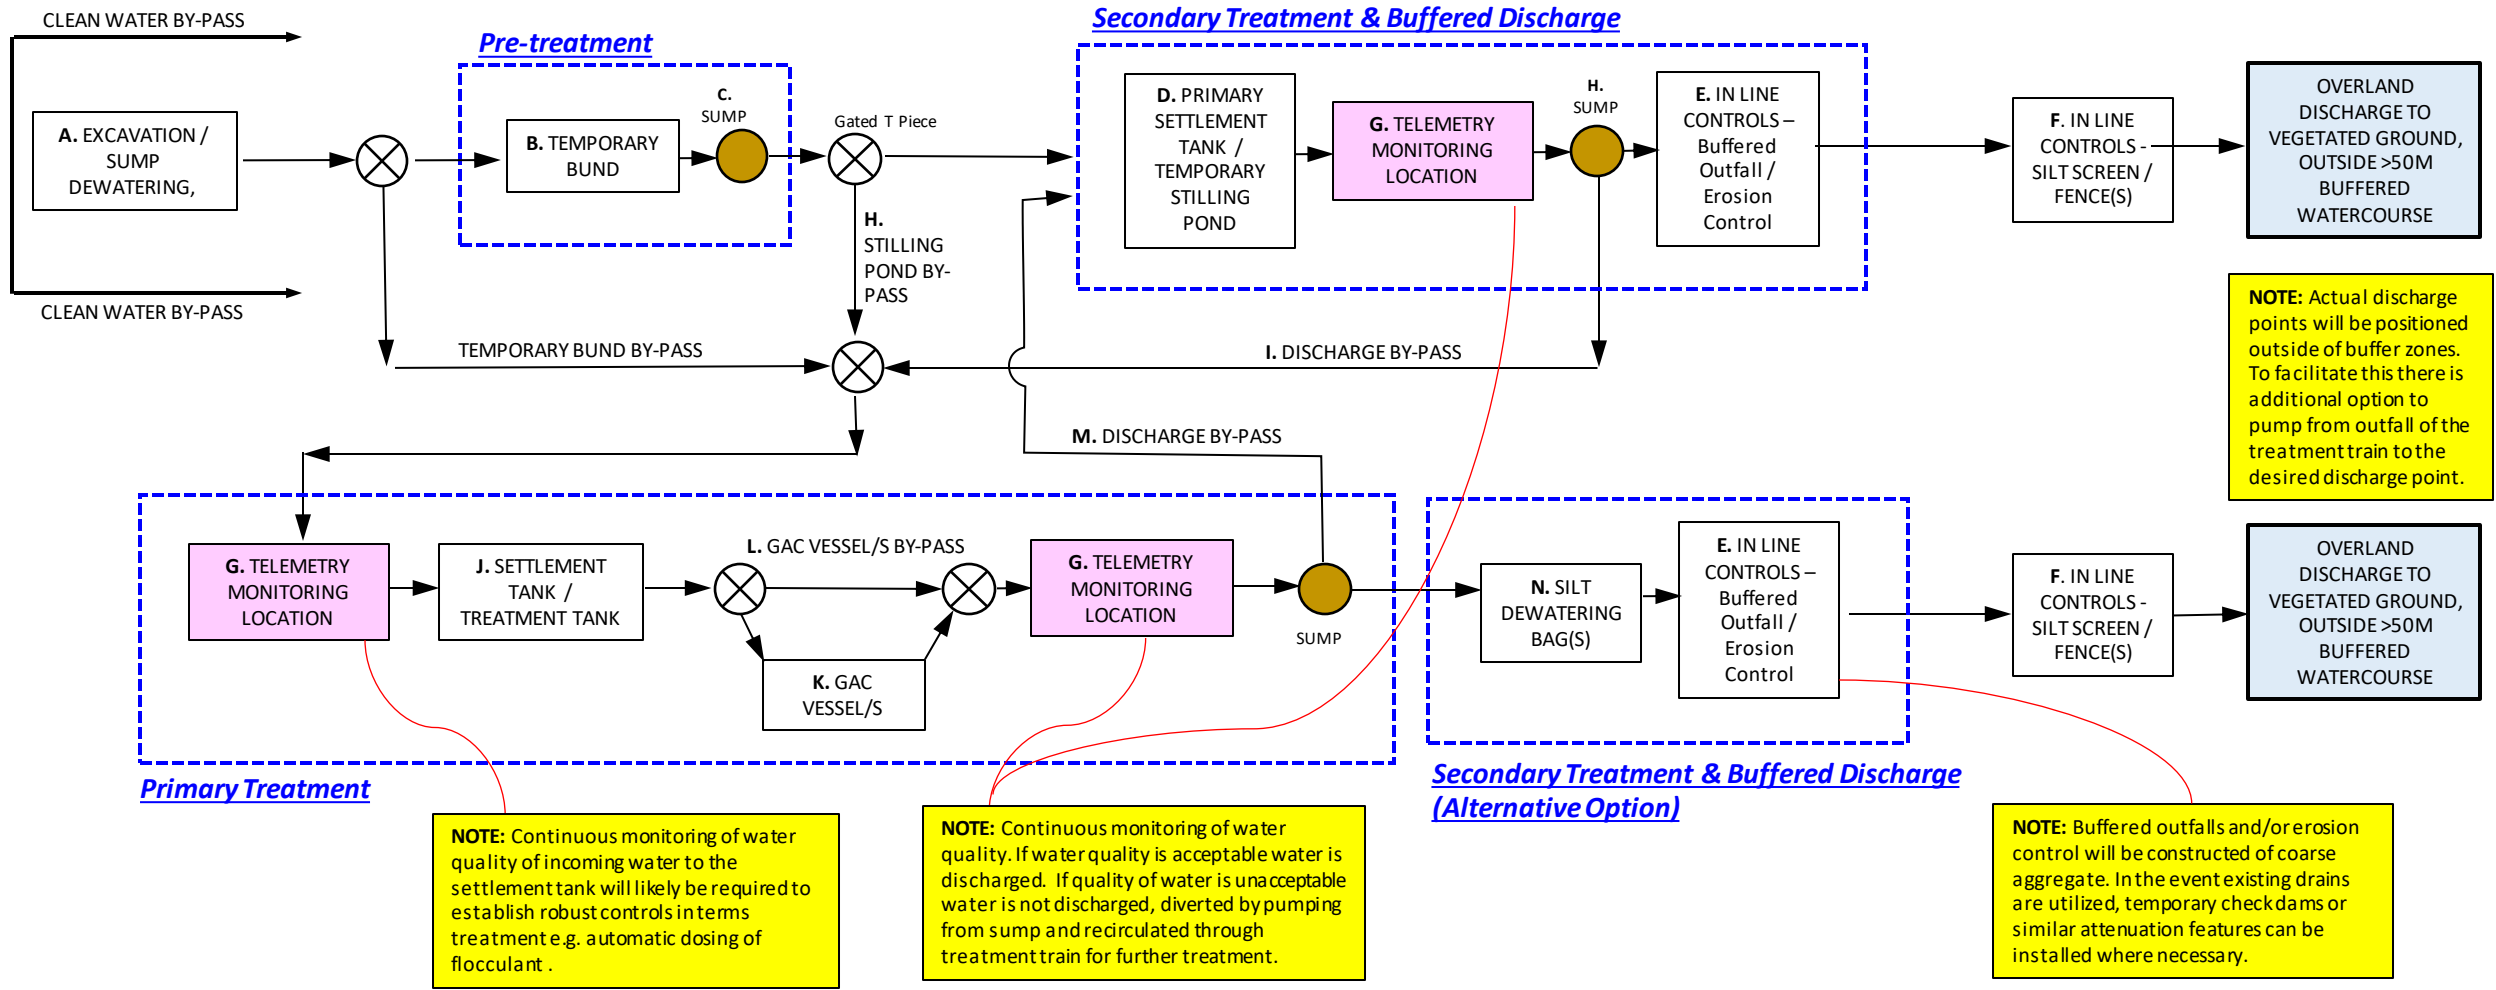 CLEAN WATER BY-PASS
Secondary Treatment & Buffered Discharge
Pre-treatment
A. EXCAVATION /
SUMP
DEWATERING,
B. TEMPORARY
BUND
C.
SUMP
Gated T Piece
D. PRIMARY
SETTLEMENT
TANK /
TEMPORARY
STILLING
POND
G. TELEMETRY
MONITORING
LOCATION
H.
SUMP
E. IN LINE
CONTROLS –
Buffered
Outfall /
Erosion
Control
F. IN LINE
CONTROLS -
SILT SCREEN /
FENCE(S)
OVERLAND
DISCHARGE TO
VEGETATED GROUND,
OUTSIDE >50M
BUFFERED
WATERCOURSE
H.
STILLING
POND BY-
PASS
CLEAN WATER BY-PASS
TEMPORARY BUND BY-PASS
I. DISCHARGE BY-PASS
NOTE: Actual discharge
points will be positioned
outside of buffer zones.
To facilitate this there is
additional option to
pump from outfall of the
treatment train to the
desired discharge point.
M. DISCHARGE BY-PASS
G. TELEMETRY
MONITORING
LOCATION
J. SETTLEMENT
TANK /
TREATMENT TANK
L. GAC VESSEL/S BY-PASS
K. GAC
VESSEL/S
G. TELEMETRY
MONITORING
LOCATION
SUMP
N. SILT
DEWATERING
BAG(S)
E. IN LINE
CONTROLS –
Buffered
Outfall /
Erosion
Control
F. IN LINE
CONTROLS -
SILT SCREEN /
FENCE(S)
OVERLAND
DISCHARGE TO
VEGETATED GROUND,
OUTSIDE >50M
BUFFERED
WATERCOURSE
Primary Treatment
Secondary Treatment & Buffered Discharge
(Alternative Option)
NOTE: Continuous monitoring of water
quality of incoming water to the
settlement tank will likely be required to
establish robust controls in terms
treatment e.g. automatic dosing of
flocculant .
NOTE: Continuous monitoring of water
quality. If water quality is acceptable water is
discharged. If quality of water is unacceptable
water is not discharged, diverted by pumping
from sump and recirculated through
treatment train for further treatment.
NOTE: Buffered outfalls and/or erosion
control will be constructed of coarse
aggregate. In the event existing drains
are utilized, temporary check dams or
similar attenuation features can be
installed where necessary.